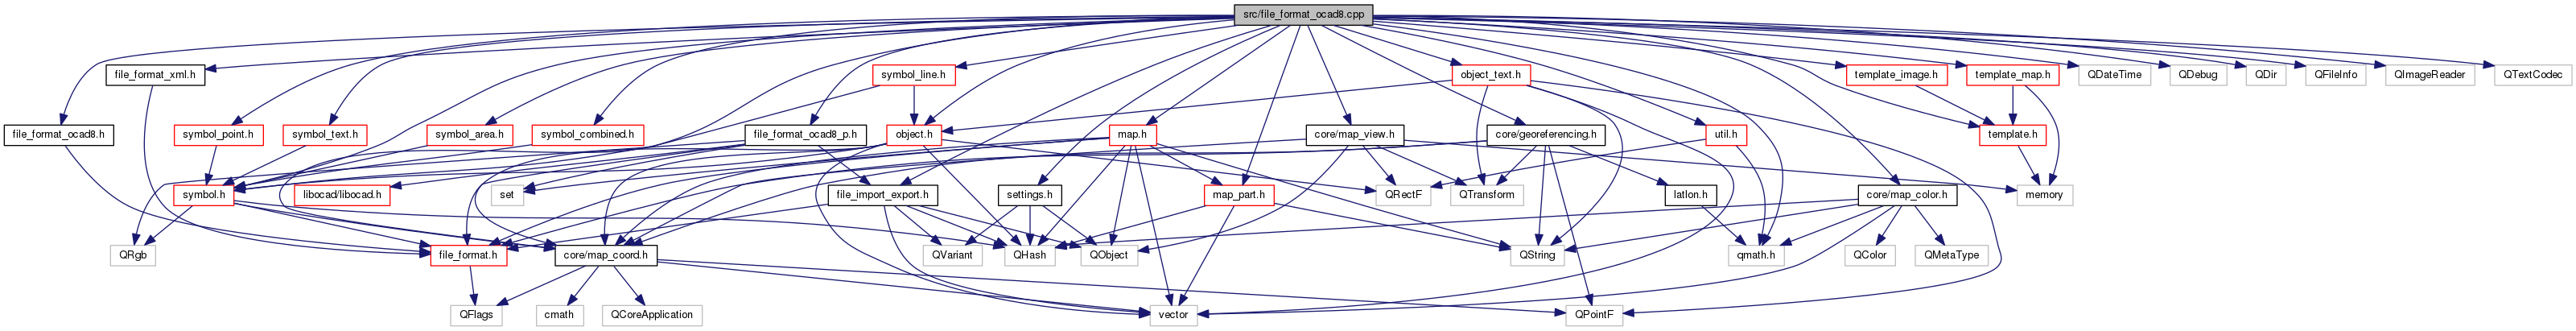 src/file_format_ocad8.cpp
file_format_xml.h
symbol_line.h
object_text.h
template_image.h
template_map.h
QDateTime
QDebug
QDir
QFileInfo
QImageReader
QTextCodec
file_format_ocad8.h
symbol_point.h
symbol_text.h
symbol_area.h
symbol_combined.h
file_format_ocad8_p.h
object.h
map.h
core/map_view.h
core/georeferencing.h
util.h
template.h
symbol.h
libocad/libocad.h
set
file_import_export.h
settings.h
map_part.h
QRectF
QTransform
latlon.h
core/map_color.h
memory
QRgb
file_format.h
core/map_coord.h
QVariant
QHash
QObject
QString
qmath.h
QColor
QMetaType
QFlags
cmath
QCoreApplication
vector
QPointF